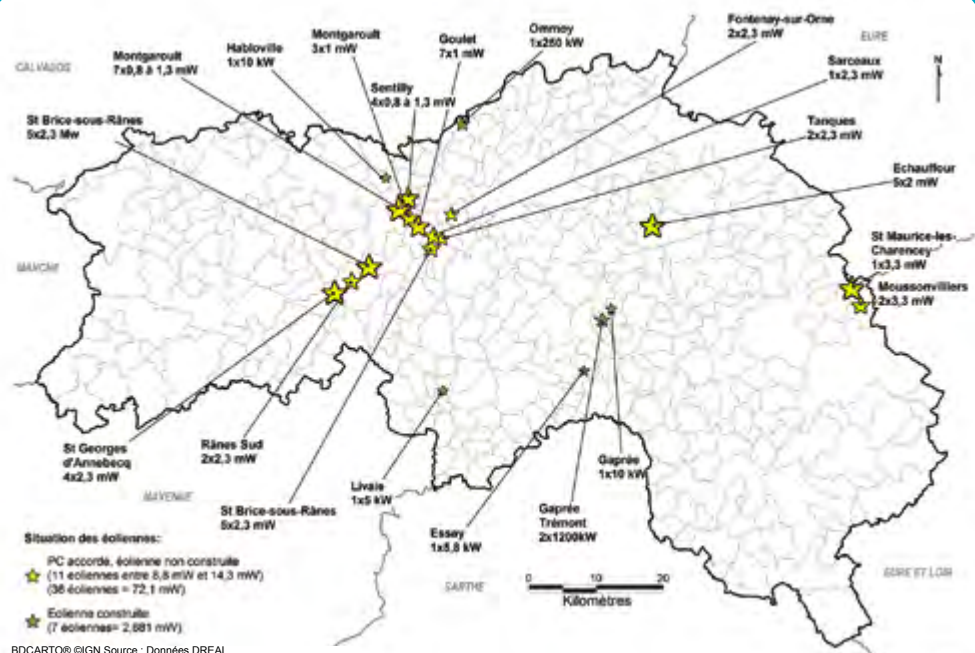 CALVADOS
EURE
MANCHE
MAYENNE
SARTHE
EURE ET LOIR
N
Montgaroult
7x0,8 à 1,3 mW
Habloville
1x10 kW
Montgaroult
3x1 mW
Sentilly
4x0,8 à 1,3 mW
Goulet
7x1 mW
Ommoy
1x250 kW
Fontenay-sur-Orne
2x2,3 mW
Sarceaux
1x2,3 mW
Tanques
2x2,3 mW
Echauffour
5x2 mW
St Maurice-les-
Charencey
1x3,3 mW
Moussonvilliers
2x3,3 mW
St Brice-sous-Rânes
5x2,3 Mw
St Georges
d'Annebecq
4x2,3 mW
Rânes Sud
2x2,3 mW
St Brice-sous-Rânes
5x2,3 mW
Livaie
1x5 kW
Essay
1x5,8 kW
Gaprée
Trémont
2x1200kW
Gaprée
1x10 kW
Situation des éoliennes:
PC accordé, éolienne non construite
(11 éoliennes entre 8,8 mW et 14,3 mW)
(36 éoliennes = 72,1 mW)
Eolienne construite
(7 éoliennes= 2,681 mW)
0 10 20
Kilomètres
BDCARTO® ©IGN Source : Données DREAL